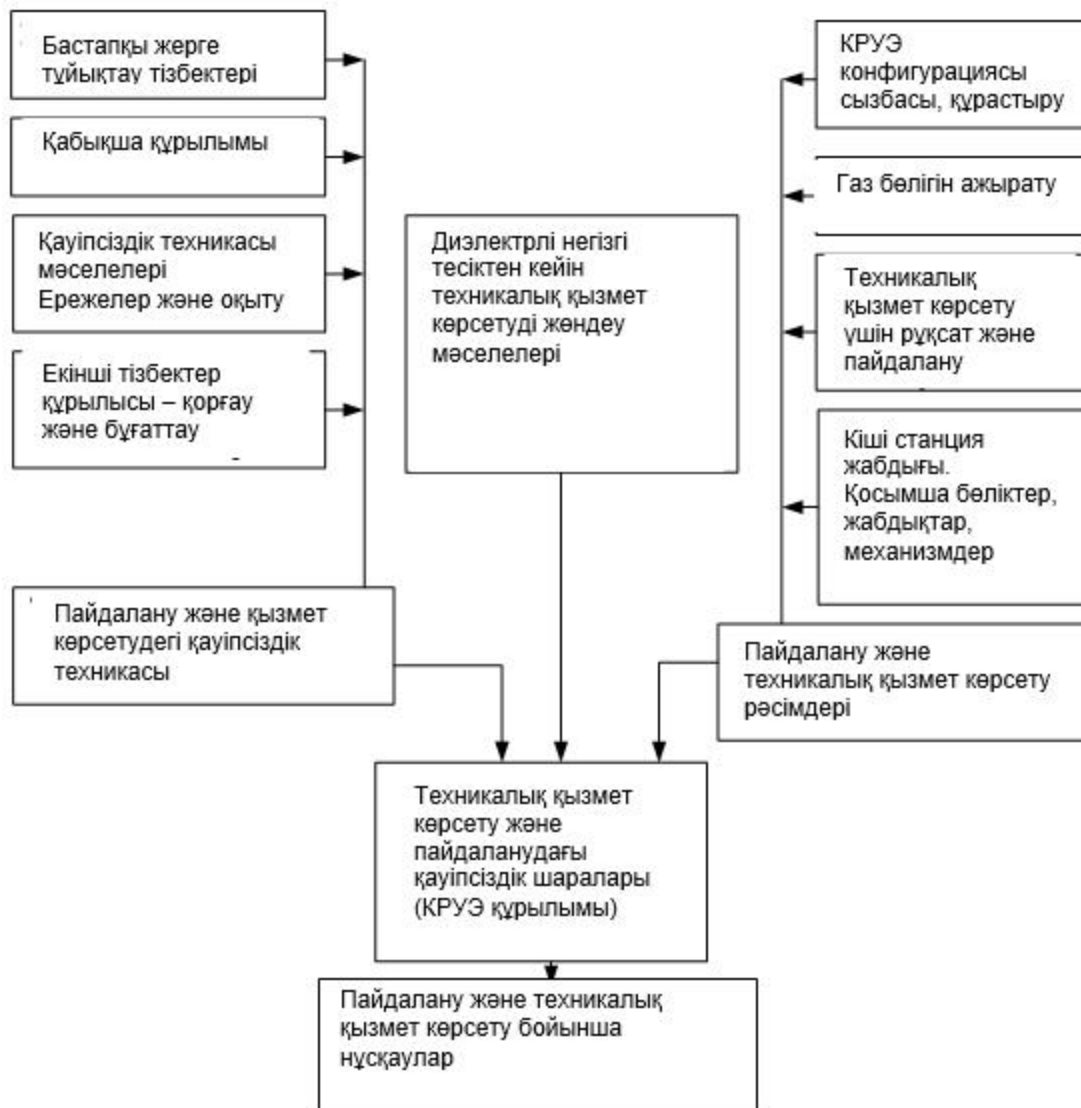 Бастапқы жерге
тұйықтау тізбектері
Қабықша құрылымы
Қауіпсіздік техникасы
мәселелері
Ережелер және оқыту
Екінші тізбектер
құрылысы – қорғау
және бұғаттау
Пайдалану және қызмет
көрсетудегі қауіпсіздік
техникасы
Диэлектрлі негізгі
тесіктен кейін
техникалық қызмет
көрсетуді жөндеу
мәселелері
КРУЭ
конфигурациясы
сызбасы, құрастыру
Газ бөлігін ажырату
Техникалық
қызмет көрсету
үшін рұқсат және
пайдалану
Кіші станция
жабдығы.
Қосымша бөліктер,
жабдықтар,
механизмдер
Пайдалану және
техникалық қызмет көрсету
рәсімдері
Техникалық қызмет
көрсету және
пайдаланудағы
қауіпсіздік шаралары
(КРУЭ құрылымы)
Пайдалану және техникалық
қызмет көрсету бойынша
нұсқаулар